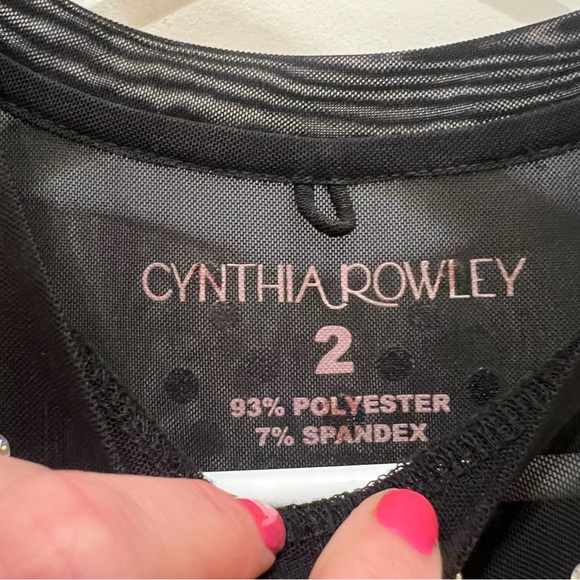 CYNTHIA ROWLEY
2
93% POLYESTER
7% SPANDEX